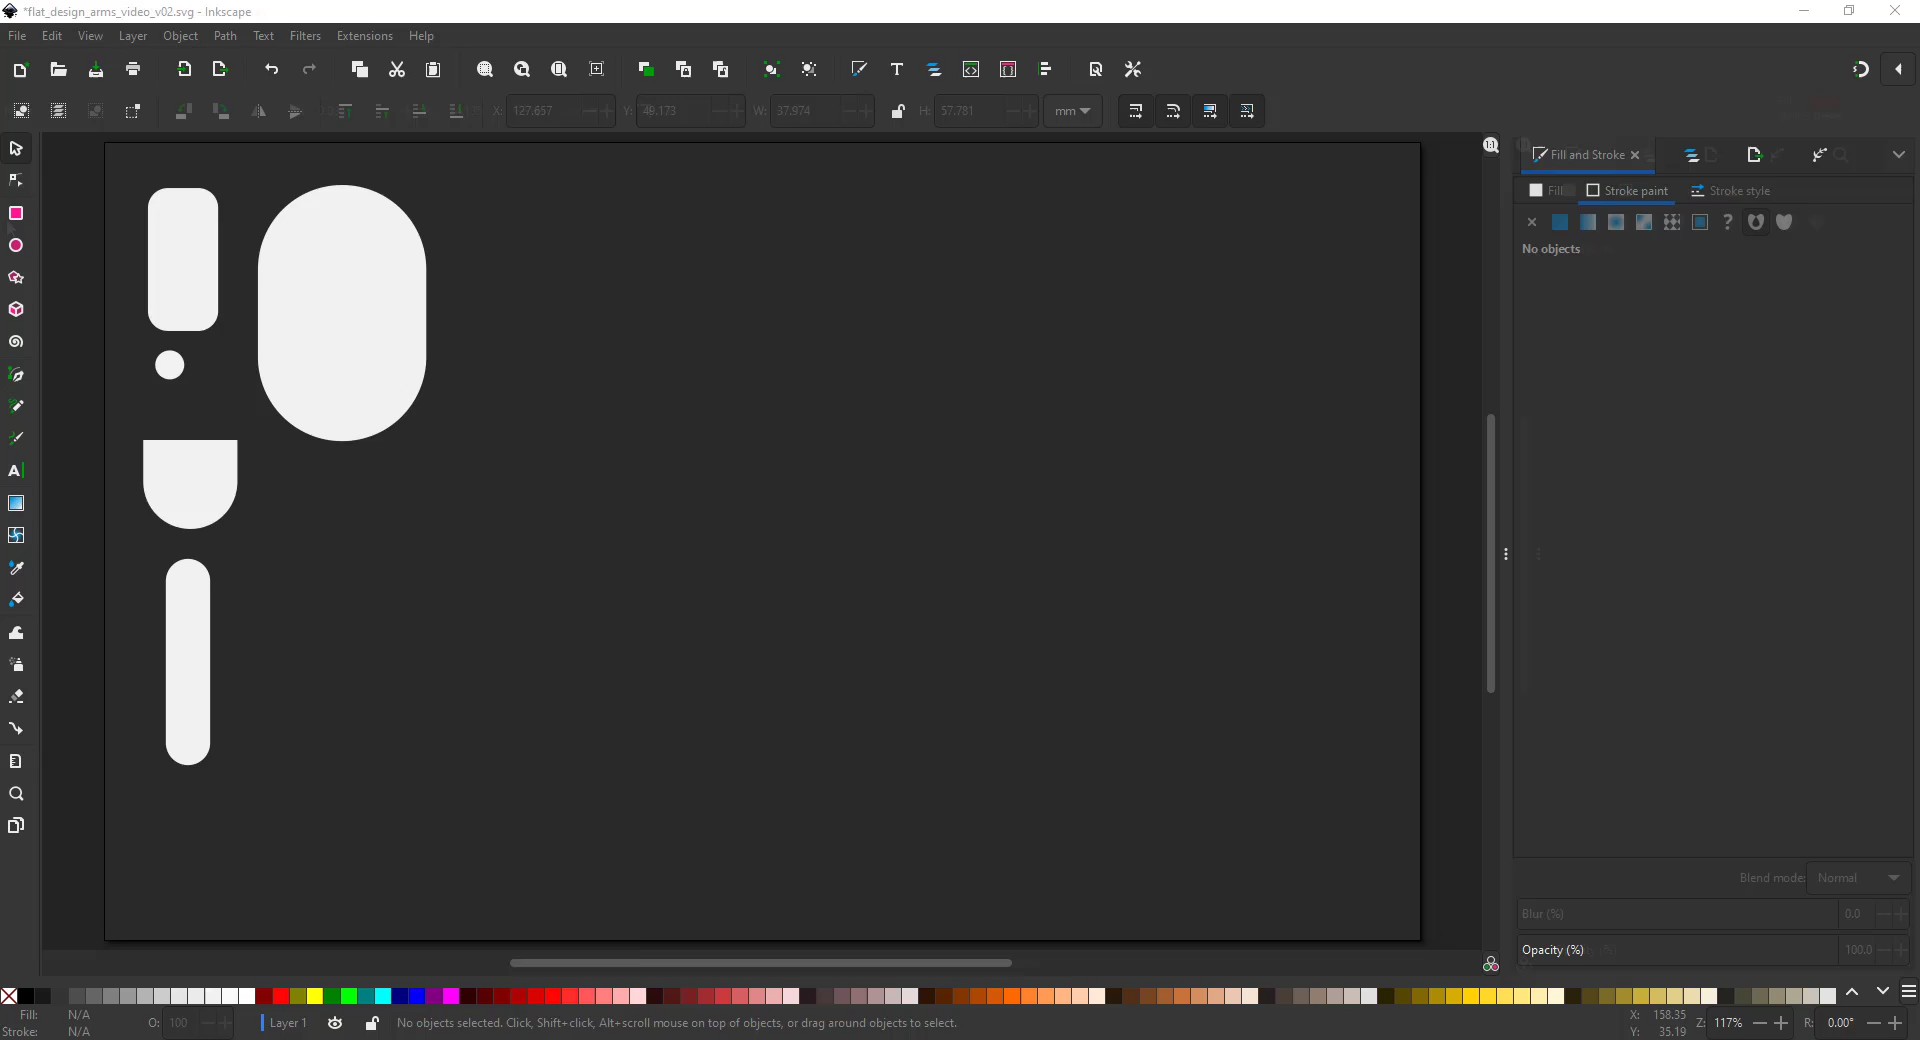 *flat_design_arms_video_v02.svg - Inkscape
File Edit View Layer Object Path Text Filters Extensions Help
X: 127.657 Y: 49.173 W: 37.974 H: 57.781 mm
1:1
Fill and Stroke
Fill Stroke paint Stroke style
No objects
Blend mode: Normal
Blur (%) 0.0
Opacity (%) 100.0
Fill: N/A
Stroke: N/A
O: 100
Layer 1
No objects selected. Click, Shift+click, Alt+scroll mouse on top of objects, or drag around objects to select.
X: 158.35
Y: 35.19
Z: 117%
R: 0.00°